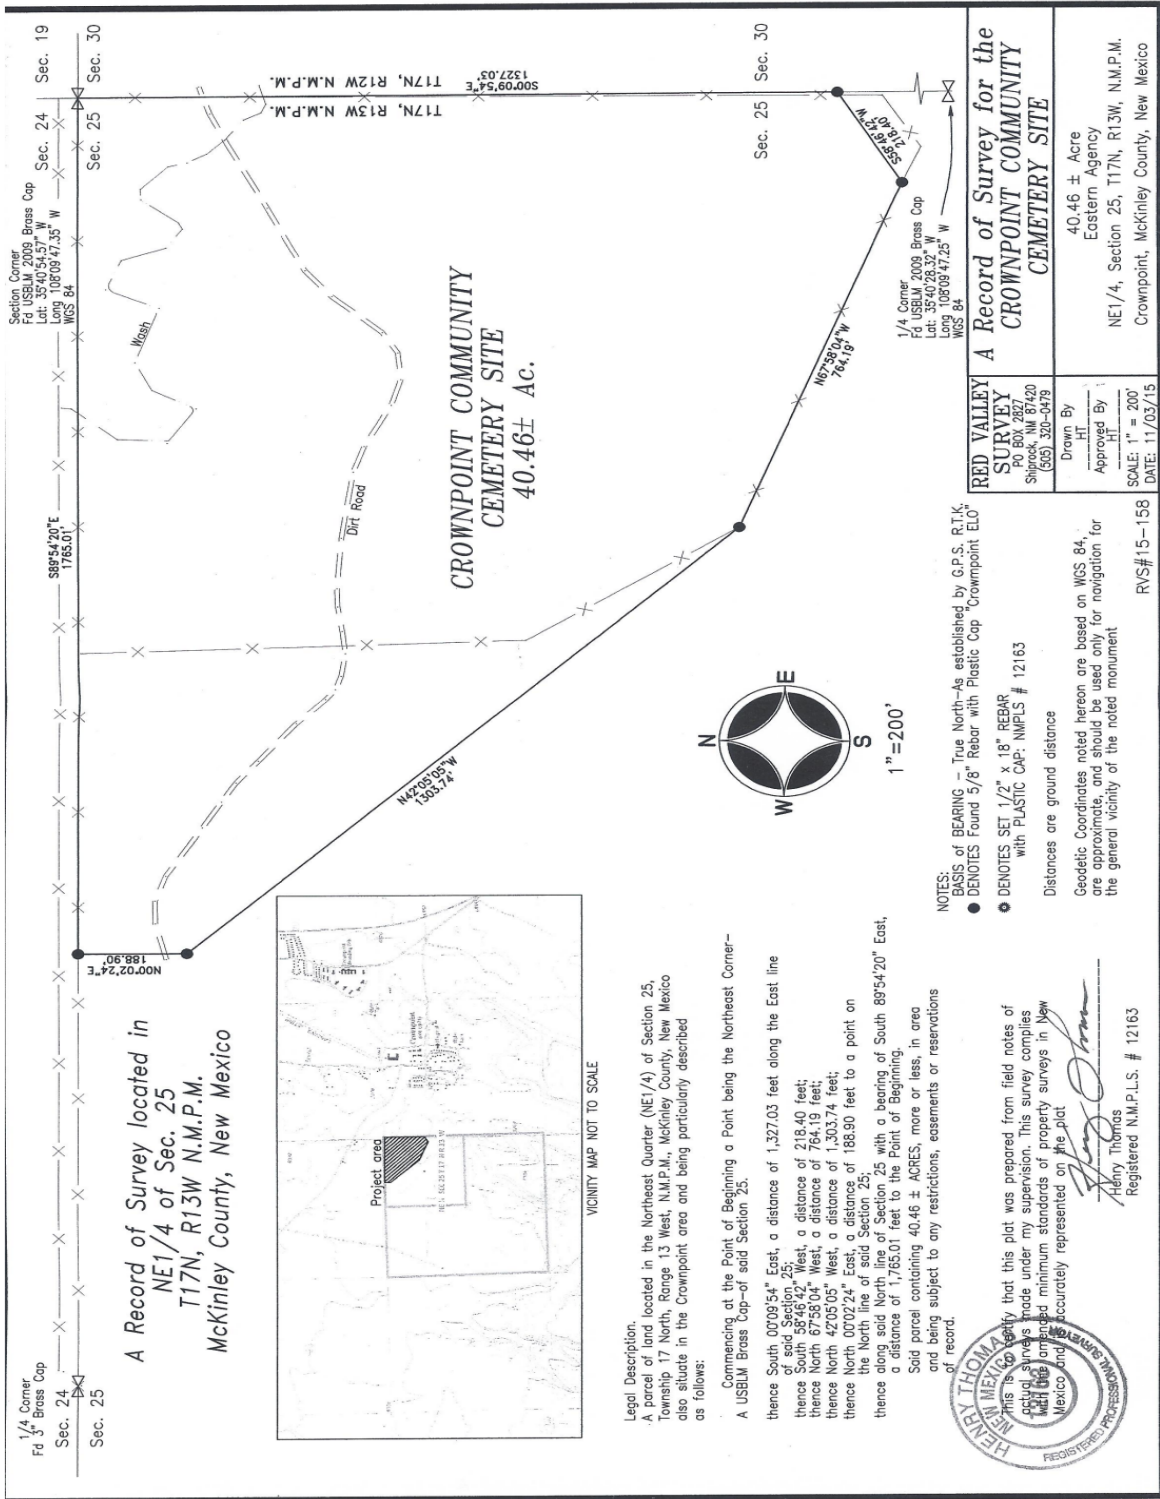 1/4 Corner
Fd 3" Brass Cap
Sec. 24
Sec. 25
A Record of Survey located in
NE1/4 of Sec. 25
T17N, R13W N.M.P.M.
McKinley County, New Mexico
N00°02'24"E
188.90'
S89°54'20"E
1765.01'
Section Corner
Fd USBLM 2009 Brass Cap
Lat: 35°40'54.57" W
Long 108°09'47.35" W
WGS 84
Sec. 24
Sec. 19
Sec. 25
Sec. 30
Wash
Dirt Road
T17N, R13W N.M.P.M.
T17N, R12W N.M.P.M.
S00°09'54"E
1327.03'
CROWNPOINT COMMUNITY
CEMETERY SITE
40.46± Ac.
N42°05'05"W
1303.74'
N67°58'04"W
764.19'
S58°46'42"W
218.40'
Sec. 25
Sec. 30
1/4 Corner
Fd USBLM 2009 Brass Cap
Lat: 35°40'28.32" W
Long 108°09'47.25" W
WGS 84
N
W
E
S
1"=200'
Project area
Crownpoint
VICINITY MAP NOT TO SCALE
Legal Description.
A parcel of land located in the Northeast Quarter (NE1/4) of Section 25,
Township 17 North, Range 13 West, N.M.P.M., McKinley County, New Mexico
also situate in the Crownpoint area and being particularly described
as follows:
Commencing at the Point of Beginning a Point being the Northeast Corner-
A USBLM Brass Cap-of said Section 25.
thence South 00°09'54" East, a distance of 1,327.03 feet along the East line
of said Section 25;
thence South 58°46'42" West, a distance of 218.40 feet;
thence North 67°58'04" West, a distance of 764.19 feet;
thence North 42°05'05" West, a distance of 1,303.74 feet;
thence North 00°02'24" East, a distance of 188.90 feet to a point on
the North line of said Section 25;
thence along said North line of Section 25 with a bearing of South 89°54'20" East,
a distance of 1,765.01 feet to the Point of Beginning.
Said parcel containing 40.46 ± ACRES, more or less, in area
and being subject to any restrictions, easements or reservations
of record.
This is to certify that this plat was prepared from field notes of
actual surveys made under my supervision. This survey complies
with the amended minimum standards of property surveys in New
Mexico and is accurately represented on the plat
Henry Thomas
Registered N.M.P.L.S. # 12163
HENRY THOMAS
NEW MEXICO
12163
REGISTERED PROFESSIONAL SURVEYOR
NOTES:
BASIS of BEARING - True North-As established by G.P.S. R.T.K.
DENOTES Found 5/8" Rebar with Plastic Cap "Crowmpoint ELO"
DENOTES SET 1/2" x 18" REBAR
with PLASTIC CAP: NMPLS # 12163
Distances are ground distance
Geodetic Coordinates noted hereon are based on WGS 84,
are approximate, and should be used only for navigation for
the general vicinity of the noted monument
RVS#15-158
RED VALLEY
SURVEY
PO BOX 2827
Shiprock, NM 87420
(505) 320-0479
Drawn By
HT
Approved By :
HT
SCALE: 1" = 200'
DATE: 11/03/15
A Record of Survey for the
CROWNPOINT COMMUNITY
CEMETERY SITE
40.46 ± Acre
Eastern Agency
NE1/4, Section 25, T17N, R13W, N.M.P.M.
Crownpoint, McKinley County, New Mexico